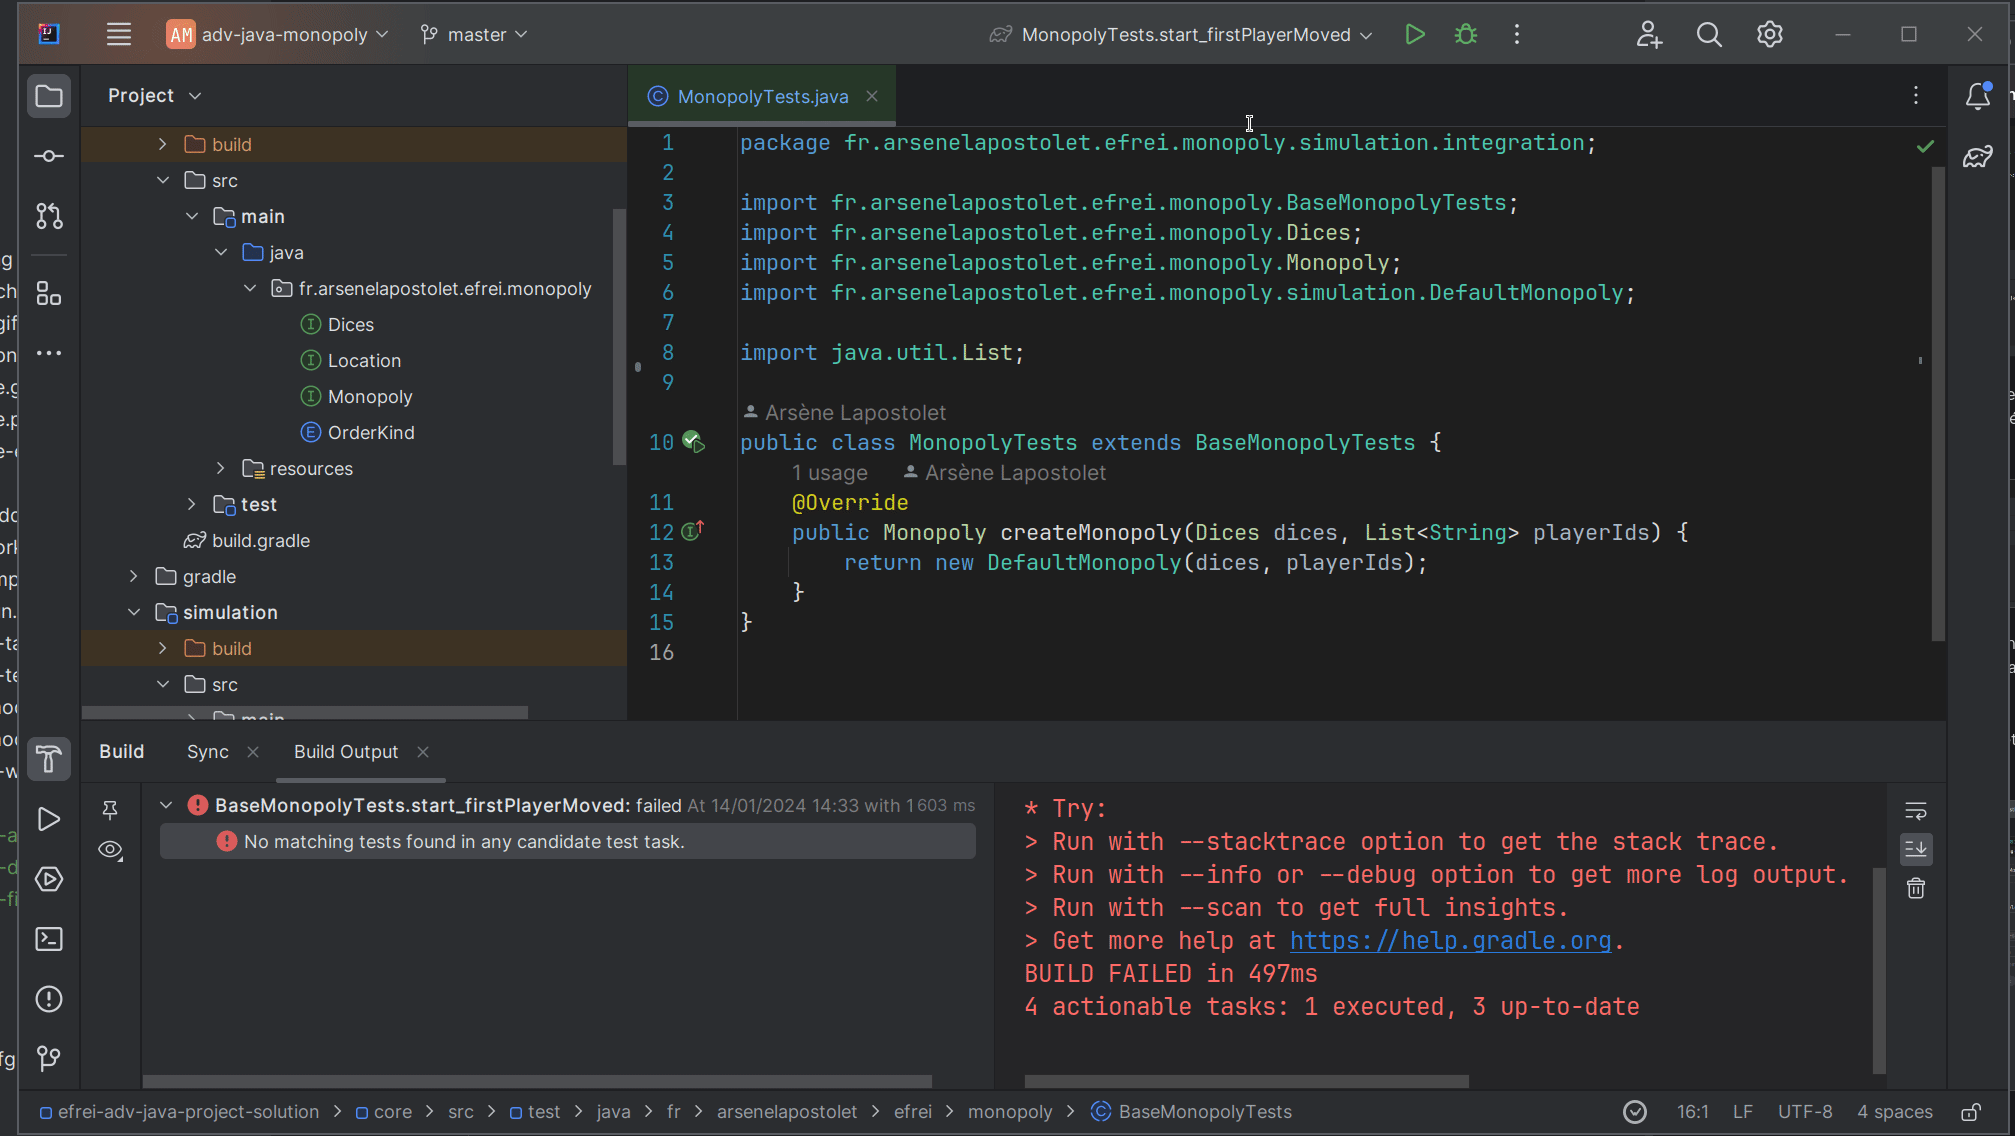 AM adv-java-monopoly master MonopolyTests.start_firstPlayerMoved
Project
build
src
main
java
fr.arsenelapostolet.efrei.monopoly
Dices
Location
Monopoly
OrderKind
resources
test
build.gradle
gradle
simulation
build
src
main
MonopolyTests.java
1 package fr.arsenelapostolet.efrei.monopoly.simulation.integration;
2
3 import fr.arsenelapostolet.efrei.monopoly.BaseMonopolyTests;
4 import fr.arsenelapostolet.efrei.monopoly.Dices;
5 import fr.arsenelapostolet.efrei.monopoly.Monopoly;
6 import fr.arsenelapostolet.efrei.monopoly.simulation.DefaultMonopoly;
7
8 import java.util.List;
9
Arsène Lapostolet
10 public class MonopolyTests extends BaseMonopolyTests {
1 usage Arsène Lapostolet
11 @Override
12 public Monopoly createMonopoly(Dices dices, List<String> playerIds) {
13 return new DefaultMonopoly(dices, playerIds);
14 }
15 }
16
Build Sync Build Output
BaseMonopolyTests.start_firstPlayerMoved: failed At 14/01/2024 14:33 with 1 603 ms
No matching tests found in any candidate test task.
* Try:
> Run with --stacktrace option to get the stack trace.
> Run with --info or --debug option to get more log output.
> Run with --scan to get full insights.
> Get more help at https://help.gradle.org.
BUILD FAILED in 497ms
4 actionable tasks: 1 executed, 3 up-to-date
efrei-adv-java-project-solution > core > src > test > java > fr > arsenelapostolet > efrei > monopoly > BaseMonopolyTests
16:1 LF UTF-8 4 spaces